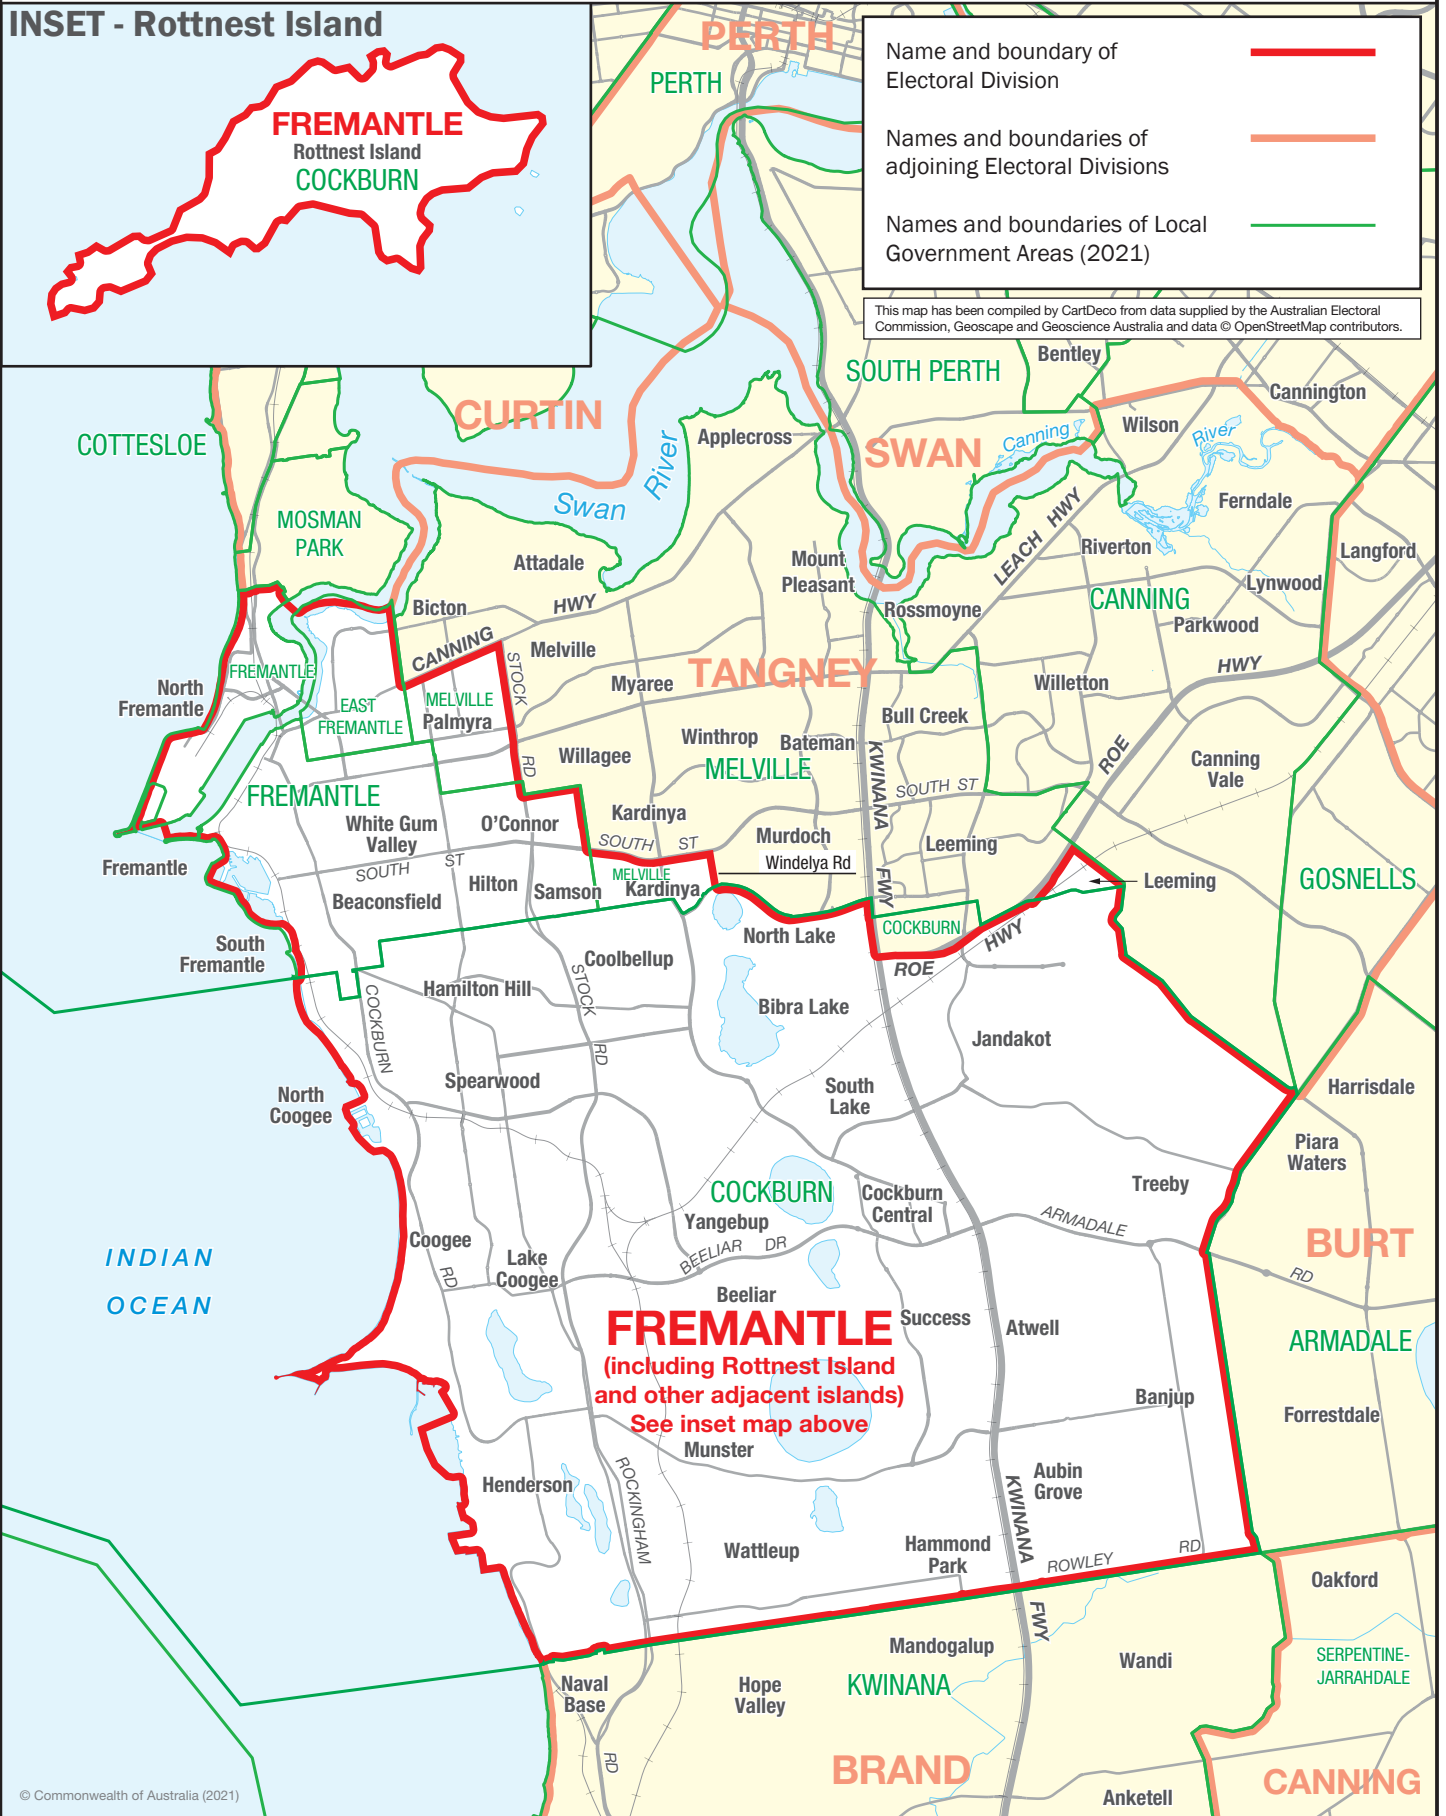 INSET - Rottnest Island
FREMANTLE
Rottnest Island
COCKBURN
PERTH
PERTH
Name and boundary of
Electoral Division
Names and boundaries of
adjoining Electoral Divisions
Names and boundaries of Local
Government Areas (2021)
This map has been compiled by CartDeco from data supplied by the Australian Electoral
Commission, Geoscape and Geoscience Australia and data © OpenStreetMap contributors.
Bentley
SOUTH PERTH
Cannington
CURTIN
COTTESLOE
Applecross
SWAN
Canning
Wilson
River
River
Swan
MOSMAN
PARK
LEACH HWY
Ferndale
Attadale
Mount
Pleasant
Riverton
Langford
Lynwood
Bicton
HWY
Rossmoyne
CANNING
Parkwood
CANNING
Melville
STOCK
TANGNEY
HWY
FREMANTLE
North
Fremantle
Myaree
Willetton
MELVILLE
Palmyra
EAST
FREMANTLE
Bull Creek
Winthrop
Bateman
KWINANA
ROE
Canning
Vale
RD
Willagee
MELVILLE
SOUTH ST
FREMANTLE
Kardinya
White Gum
Valley
O'Connor
Murdoch
SOUTH ST
Leeming
Windelya Rd
Fremantle
SOUTH ST
MELVILLE
Kardinya
Hilton
Samson
FWY
Leeming
GOSNELLS
Beaconsfield
COCKBURN
HWY
North Lake
South
Fremantle
Coolbellup
ROE
STOCK
Hamilton Hill
COCKBURN
Bibra Lake
Jandakot
RD
Spearwood
South
Lake
North
Coogee
Harrisdale
Piara
Waters
Treeby
COCKBURN
Cockburn
Central
Yangebup
ARMADALE
BEELIAR DR
Coogee
BURT
INDIAN
OCEAN
Lake
Coogee
RD
RD
Beeliar
FREMANTLE
(including Rottnest Island
and other adjacent islands)
See inset map above
Success
Atwell
ARMADALE
Banjup
Forrestdale
Munster
Henderson
ROCKINGHAM
Aubin
Grove
KWINANA
Wattleup
Hammond
Park
ROWLEY
RD
Oakford
FWY
Mandogalup
Wandi
SERPENTINE-
JARRAHDALE
Naval
Base
Hope
Valley
KWINANA
RD
BRAND
CANNING
Anketell
© Commonwealth of Australia (2021)